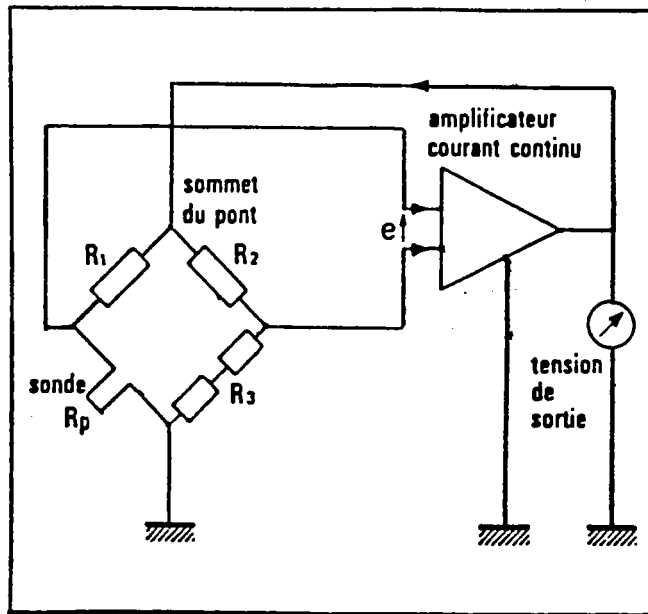 amplificateur
courant continu
sommet
du pont
e
R1
R2
sonde
Rp
R3
tension
de
sortie